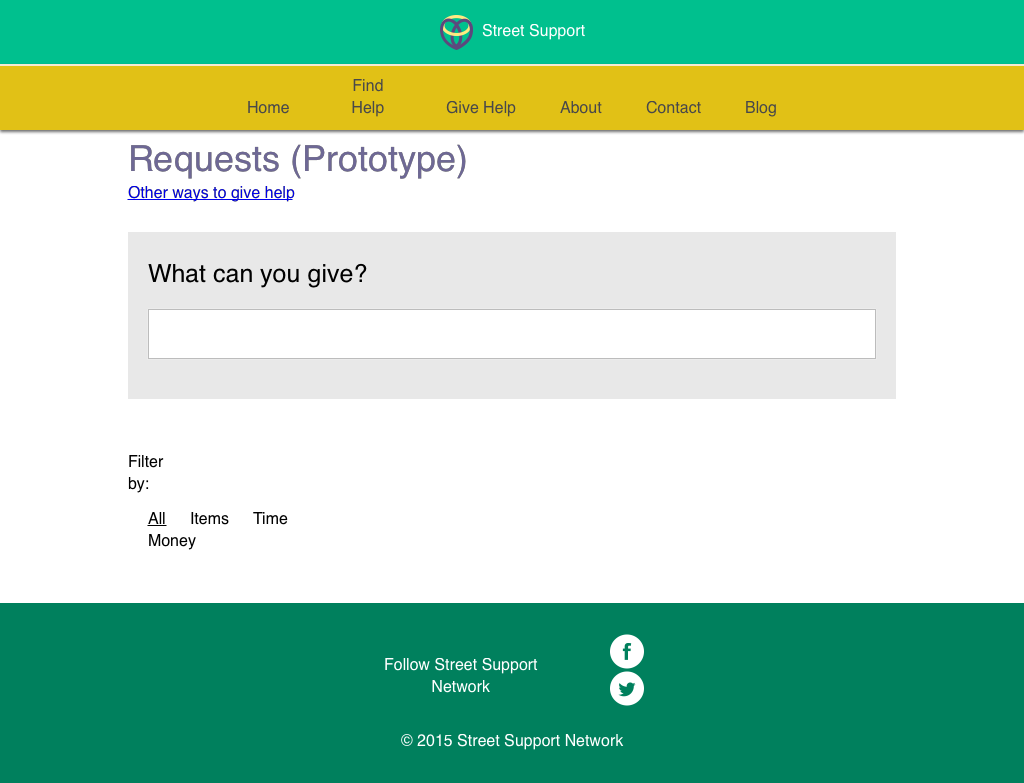 Street Support
Find
Home Help Give Help About Contact Blog
Requests (Prototype)
Other ways to give help
What can you give?
Filter
by:
All Items Time
Money
Follow Street Support
Network
© 2015 Street Support Network